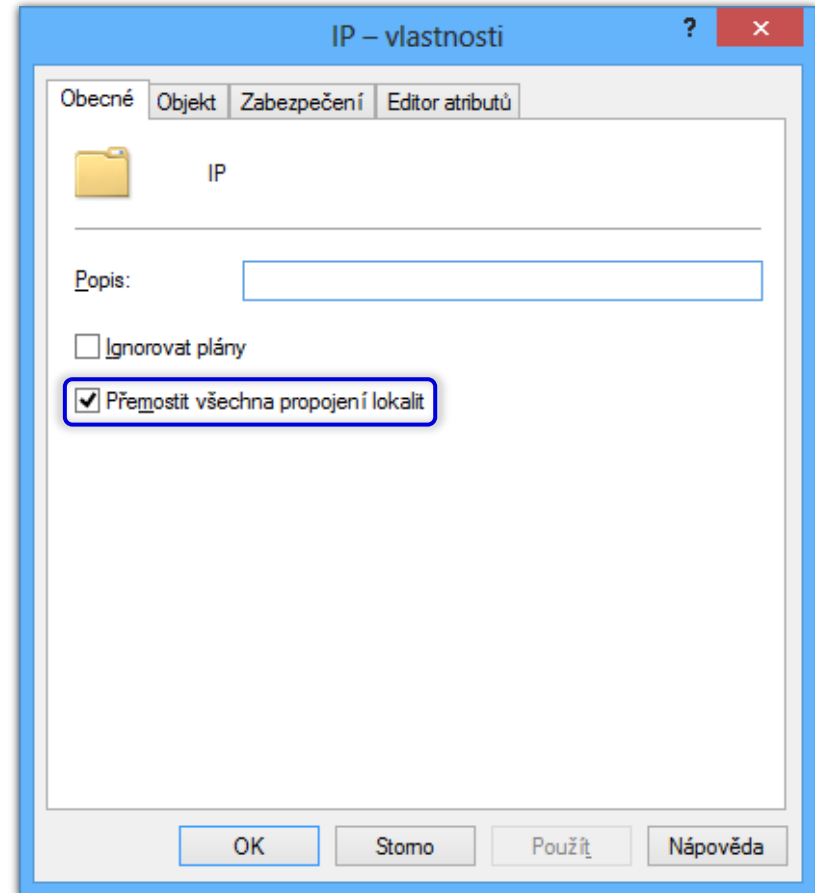 IP – vlastnosti ? ×
Obecné Objekt Zabezpečení Editor atributů
IP
Popis:
Ignorovat plány
Přemostit všechna propojení lokalit
OK Storno Použít Nápověda